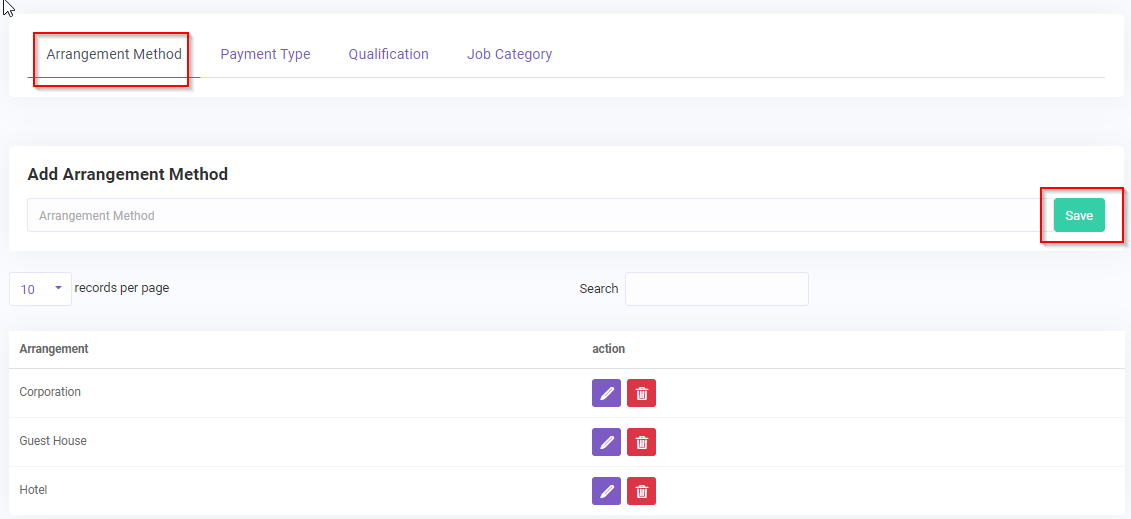 Arrangement Method Payment Type Qualification Job Category
Add Arrangement Method
Arrangement Method Save
10 records per page Search
Arrangement action
Corporation
Guest House
Hotel